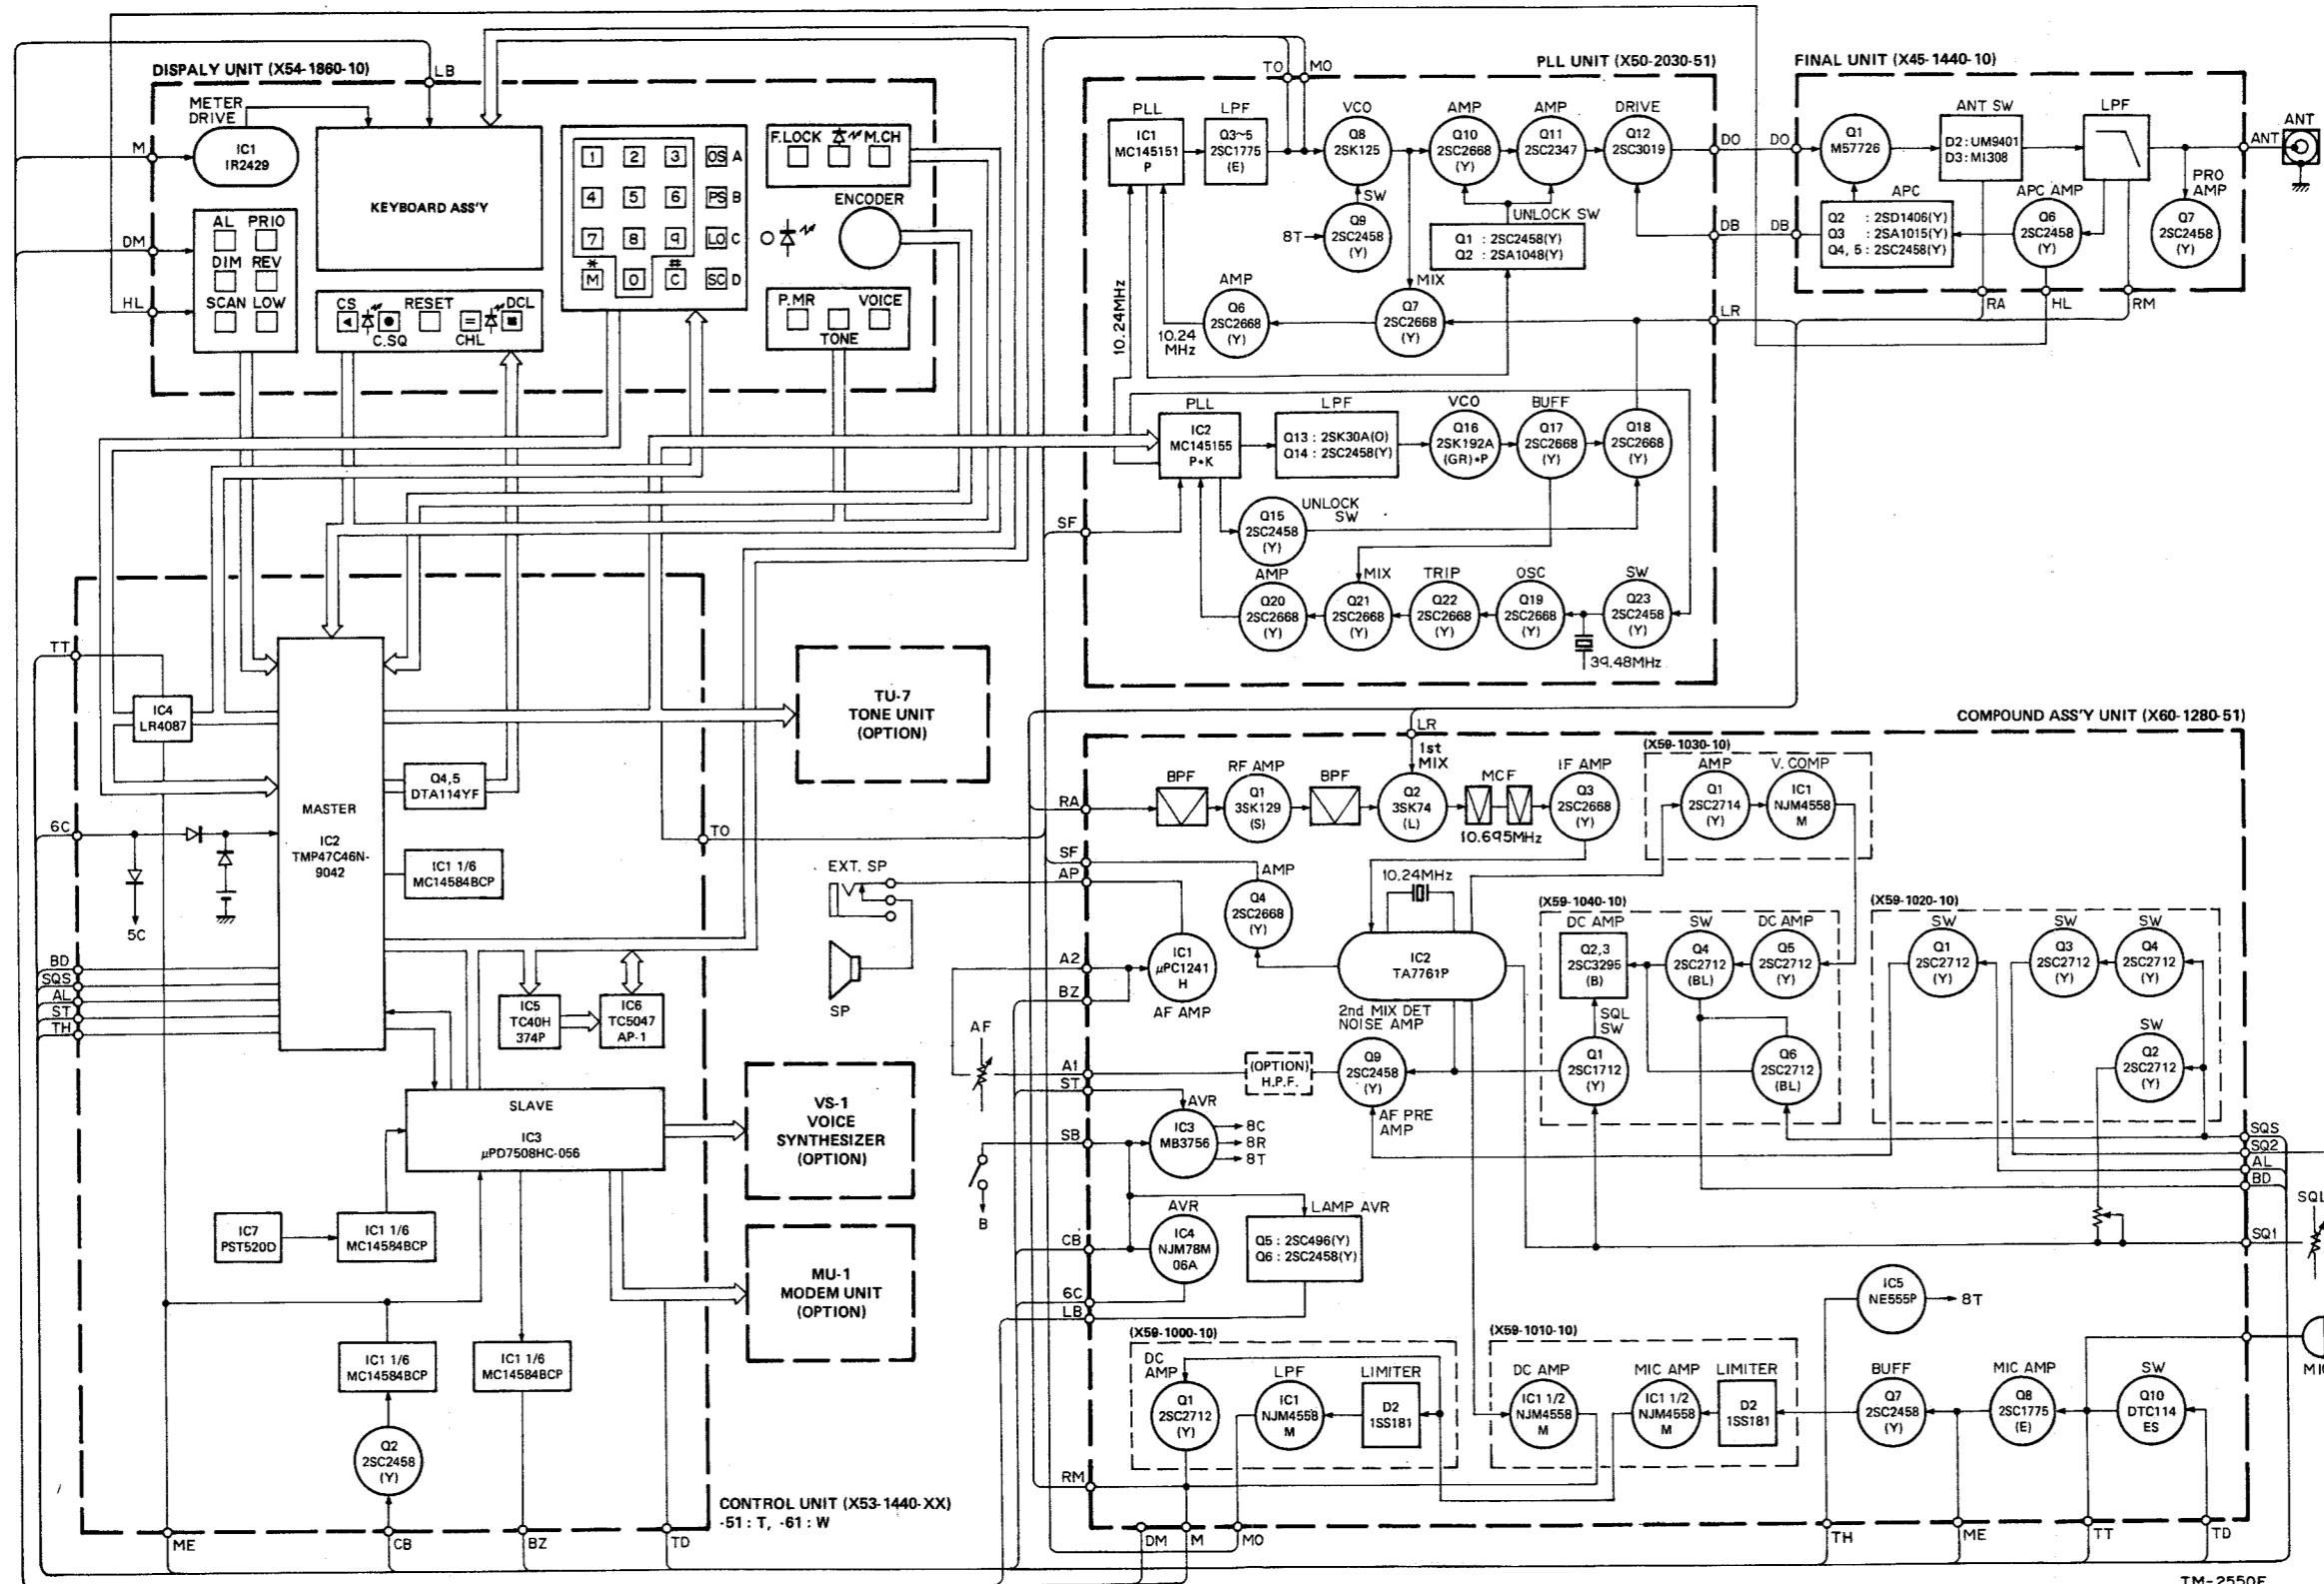 DISPALY UNIT (X54-1860-10)
LB
METER
DRIVE
IC1
IR2429
M
KEYBOARD ASS'Y
1 2 3 OS A
4 5 6 PS B
7 8 9 LO C
* #
M 0 C SC D
F.LOCK M.CH
ENCODER
DM
AL PRIO
DIM REV
HL
SCAN LOW
CS RESET DCL
C.SQ CHL
P.MR VOICE
TONE
TO MO
PLL UNIT (X50-2030-51)
PLL
IC1
MC145151
P
LPF
Q3~5
2SC1775
(E)
VCO
Q8
2SK125
AMP
Q10
2SC2668
(Y)
AMP
Q11
2SC2347
DRIVE
Q12
2SC3019
DO
SW
Q9
2SC2458
(Y)
8T
UNLOCK SW
Q1 : 2SC2458(Y)
Q2 : 2SA1048(Y)
DB
10.24MHz
10.24
MHz
AMP
Q6
2SC2668
(Y)
MIX
Q7
2SC2668
(Y)
LR
PLL
IC2
MC145155
P•K
LPF
Q13 : 2SK30A(O)
Q14 : 2SC2458(Y)
VCO
Q16
2SK192A
(GR)•P
BUFF
Q17
2SC2668
(Y)
Q18
2SC2668
(Y)
SF
Q15
2SC2458
(Y)
UNLOCK
SW
AMP
Q20
2SC2668
(Y)
MIX
Q21
2SC2668
(Y)
TRIP
Q22
2SC2668
(Y)
OSC
Q19
2SC2668
(Y)
SW
Q23
2SC2458
(Y)
39.48MHz
FINAL UNIT (X45-1440-10)
DO
Q1
M57726
ANT SW
D2 : UM9401
D3 : MI308
LPF
ANT
ANT
APC
Q2 : 2SD1406(Y)
Q3 : 2SA1015(Y)
Q4, 5 : 2SC2458(Y)
DB
APC AMP
Q6
2SC2458
(Y)
PRO
AMP
Q7
2SC2458
(Y)
RA HL RM
TT
IC4
LR4087
MASTER
IC2
TMP47C46N-
9042
Q4,5
DTA114YF
IC1 1/6
MC14584BCP
6C
5C
BD
SQS
AL
ST
TH
TO
IC5
TC40H
374P
IC6
TC5047
AP-1
SLAVE
IC3
μPD7508HC-056
IC7
PST520D
IC1 1/6
MC14584BCP
IC1 1/6
MC14584BCP
IC1 1/6
MC14584BCP
Q2
2SC2458
(Y)
CONTROL UNIT (X53-1440-XX)
-51 : T, -61 : W
ME CB BZ TD
TU-7
TONE UNIT
(OPTION)
VS-1
VOICE
SYNTHESIZER
(OPTION)
MU-1
MODEM UNIT
(OPTION)
EXT. SP
SP
AF
B
COMPOUND ASS'Y UNIT (X60-1280-51)
LR
RA
BPF
RF AMP
Q1
3SK129
(S)
BPF
1st
MIX
Q2
3SK74
(L)
MCF
10.695MHz
IF AMP
Q3
2SC2668
(Y)
(X59-1030-10)
AMP
Q1
2SC2714
(Y)
V. COMP
IC1
NJM4558
M
SF
AP
AMP
Q4
2SC2668
(Y)
10.24MHz
IC2
TA7761P
2nd MIX DET
NOISE AMP
A2
BZ
IC1
μPC1241
H
AF AMP
(X59-1040-10)
DC AMP
Q2,3
2SC3295
(B)
SW
Q4
2SC2712
(BL)
DC AMP
Q5
2SC2712
(Y)
SQL
SW
Q1
2SC1712
(Y)
Q6
2SC2712
(BL)
(X59-1020-10)
SW
Q1
2SC2712
(Y)
SW
Q3
2SC2712
(Y)
SW
Q4
2SC2712
(Y)
SW
Q2
2SC2712
(Y)
A1
ST
(OPTION)
H.P.F.
Q9
2SC2458
(Y)
AF PRE
AMP
SB
AVR
IC3
MB3756
8C
8R
8T
SQS
SQ2
AL
BD
SQL
SQ1
CB
AVR
IC4
NJM78M
06A
LAMP AVR
Q5 : 2SC496(Y)
Q6 : 2SC2458(Y)
6C
LB
IC5
NE555P
8T
(X59-1000-10)
DC
AMP
Q1
2SC2712
(Y)
LPF
IC1
NJM4558
M
LIMITER
D2
1SS181
(X59-1010-10)
DC AMP
IC1 1/2
NJM4558
M
MIC AMP
IC1 1/2
NJM4558
M
LIMITER
D2
1SS181
BUFF
Q7
2SC2458
(Y)
MIC AMP
Q8
2SC1775
(E)
SW
Q10
DTC114
ES
RM
DM M MO TH ME TT TD
TM-2550E